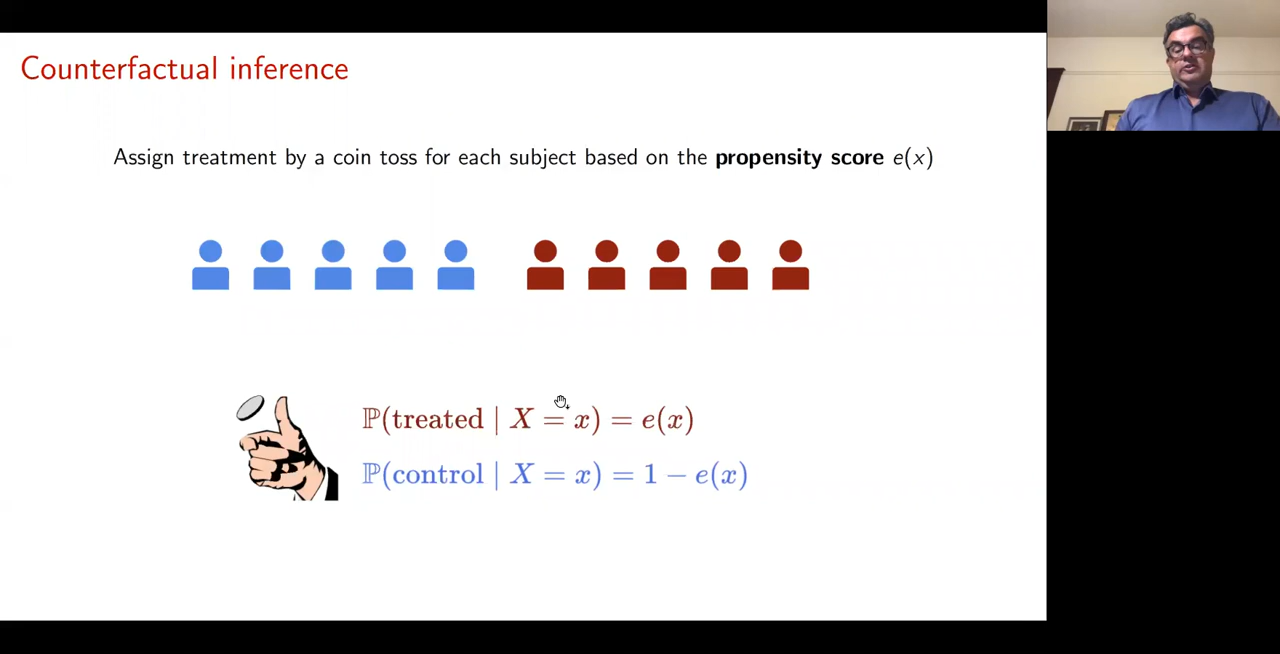 Counterfactual inference
Assign treatment by a coin toss for each subject based on the propensity score e(x)
ℙ(treated | X = x) = e(x)
ℙ(control | X = x) = 1 − e(x)